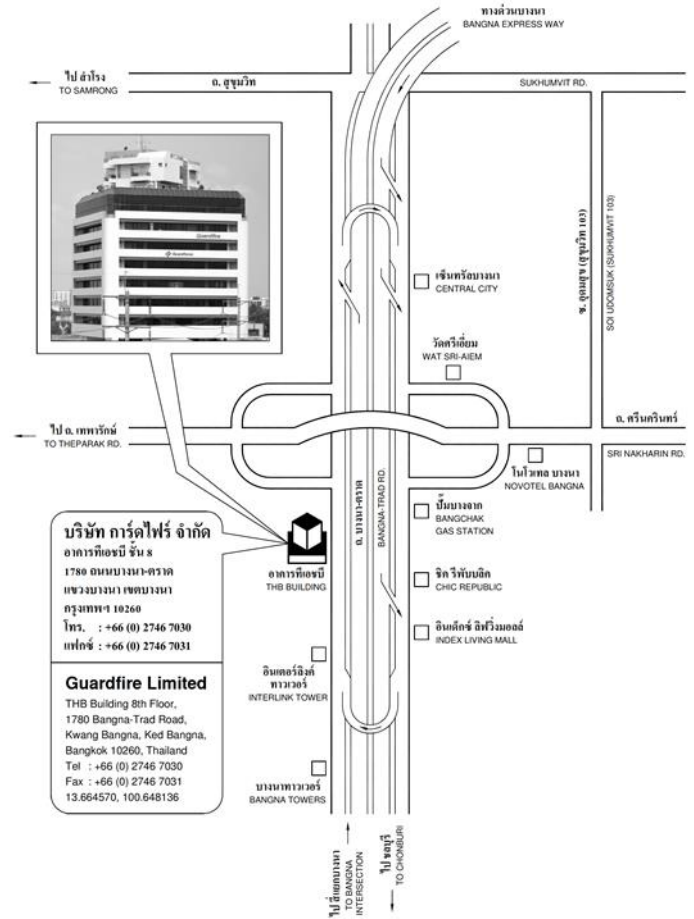 ทางด่วนบางนา
BANGNA EXPRESS WAY
ไป สำโรง
TO SAMRONG
ถ. สุขุมวิท
SUKHUMVIT RD.
Guardfire
Guardfire
ซ. อุดมสุข (สุขุมวิท 103)
SOI UDOMSUK (SUKHUMVIT 103)
เซ็นทรัลบางนา
CENTRAL CITY
วัดศรีเอี่ยม
WAT SRI-AIEM
ไป ถ. เทพารักษ์
TO THEPARAK RD.
ถ. ศรีนครินทร์
SRI NAKHARIN RD.
โนโวเทล บางนา
NOVOTEL BANGNA
ถ. บางนา-ตราด
BANGNA-TRAD RD.
ปั๊มบางจาก
BANGCHAK
GAS STATION
บริษัท การ์ดไฟร์ จำกัด
อาคารทีเอชบี ชั้น 8
1780 ถนนบางนา-ตราด
แขวงบางนา เขตบางนา
กรุงเทพฯ 10260
โทร. : +66 (0) 2746 7030
แฟกซ์ : +66 (0) 2746 7031
อาคารทีเอชบี
THB BUILDING
ชิค รีพับบลิค
CHIC REPUBLIC
อินเด็กซ์ ลิฟวิ่งมอลล์
INDEX LIVING MALL
อินเตอร์ลิงค์
ทาวเวอร์
INTERLINK TOWER
Guardfire Limited
THB Building 8th Floor,
1780 Bangna-Trad Road,
Kwang Bangna, Ked Bangna,
Bangkok 10260, Thailand
Tel : +66 (0) 2746 7030
Fax : +66 (0) 2746 7031
13.664570, 100.648136
บางนาทาวเวอร์
BANGNA TOWERS
ไป สี่แยกบางนา
TO BANGNA
INTERSECTION
ไป ชลบุรี
TO CHONBURI